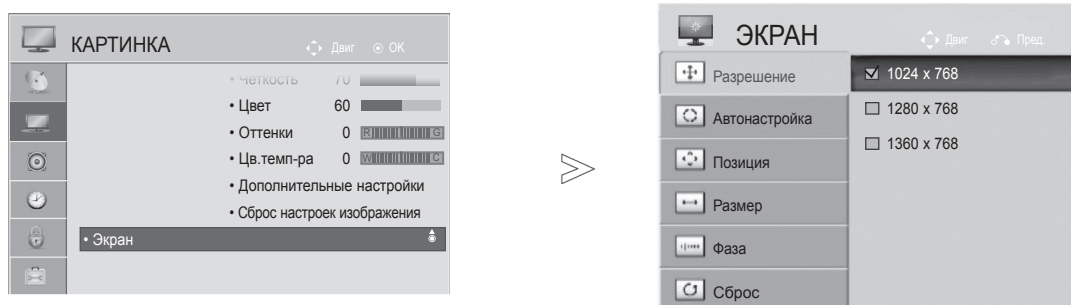 КАРТИНКА
Двиг ОК
• Четкость 70
• Цвет 60
• Оттенки 0 R G
• Цв.темп-ра 0 W C
• Дополнительные настройки
• Сброс настроек изображения
• Экран
ЭКРАН
Двиг Пред.
Разрешение
1024 x 768
Автонастройка
1280 x 768
1360 x 768
Позиция
Размер
Фаза
Сброс